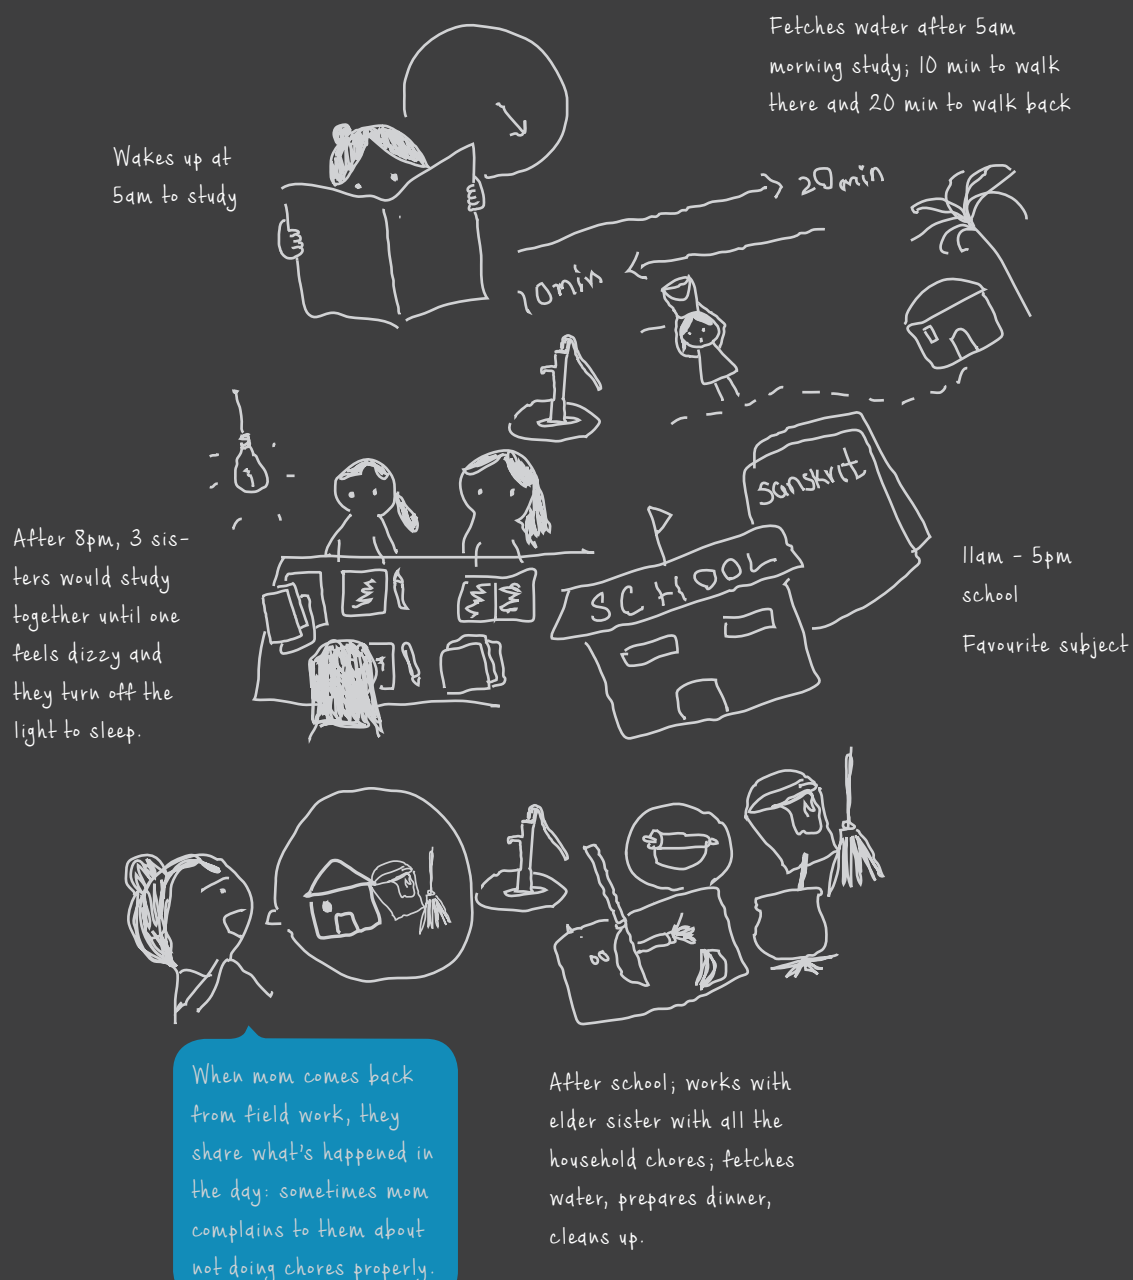 Wakes up at
5am to study
Fetches water after 5am
morning study; 10 min to walk
there and 20 min to walk back
20min
10min
sanskrit
SCHOOL
11am - 5pm
school
Favourite subject
After 8pm, 3 sis-
ters would study
together until one
feels dizzy and
they turn off the
light to sleep.
When mom comes back
from field work, they
share what's happened in
the day: sometimes mom
complains to them about
not doing chores properly.
After school; works with
elder sister with all the
household chores; fetches
water, prepares dinner,
cleans up.